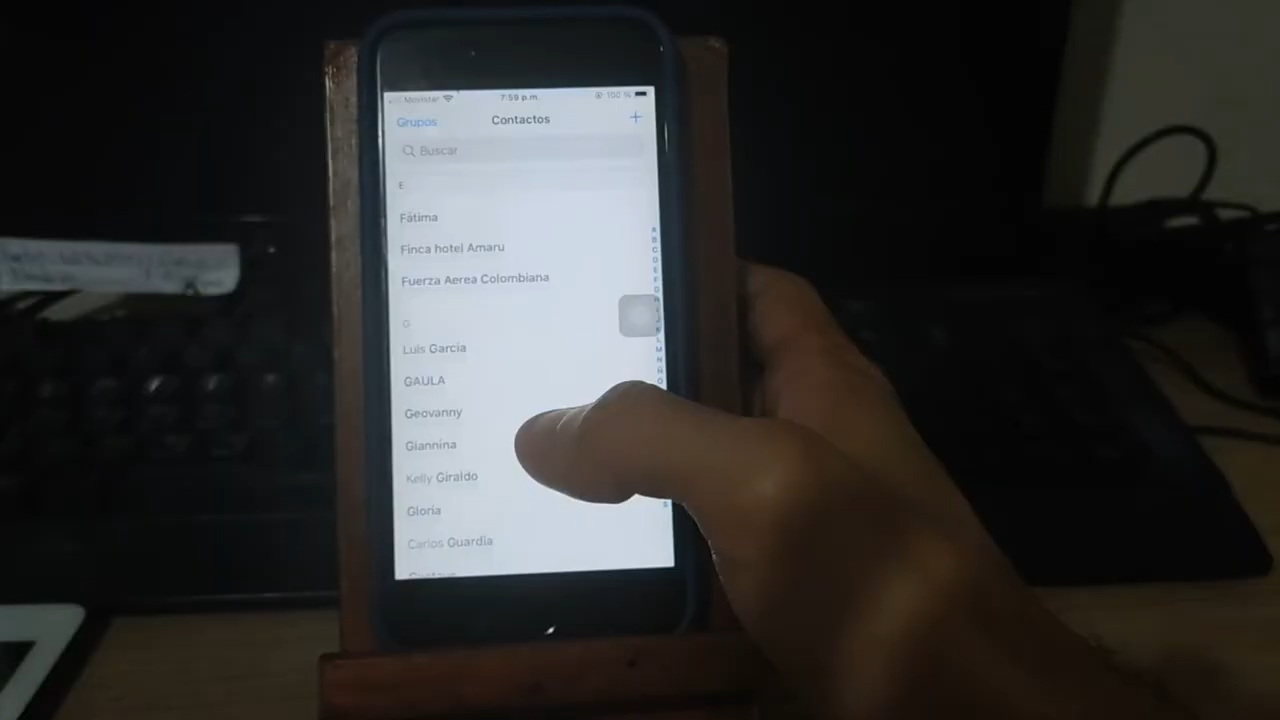 Movistar 7:59 p.m. 100 %
Grupos Contactos +
Buscar
Fátima
Finca hotel Amaru
Fuerza Aerea Colombiana
G
Luis Garcia
GAULA
Geovanny
Giannina
Kelly Giraldo
Gloria
Carlos Guardia
A
B
C
D
E
F
G
L
M
N
Ñ
O